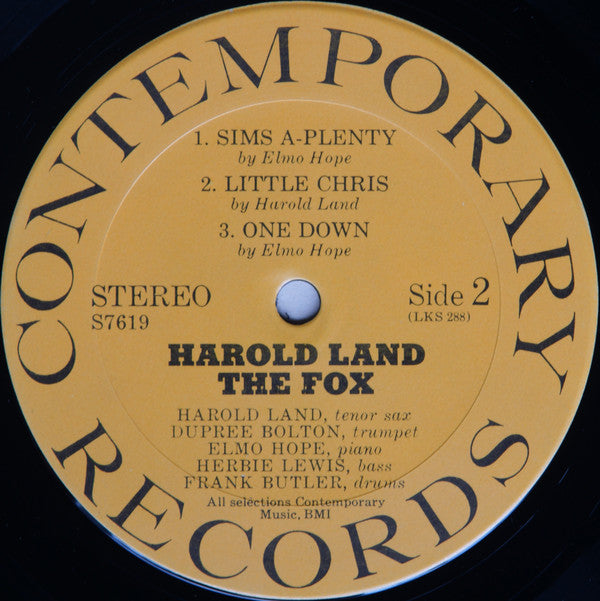 CONTEMPORARY RECORDS
1. SIMS A-PLENTY
by Elmo Hope
2. LITTLE CHRIS
by Harold Land
3. ONE DOWN
by Elmo Hope
STEREO
S7619
Side 2
(LKS 288)
HAROLD LAND
THE FOX
HAROLD LAND, tenor sax
DUPREE BOLTON, trumpet
ELMO HOPE, piano
HERBIE LEWIS, bass
FRANK BUTLER, drums
All selections Contemporary
Music, BMI